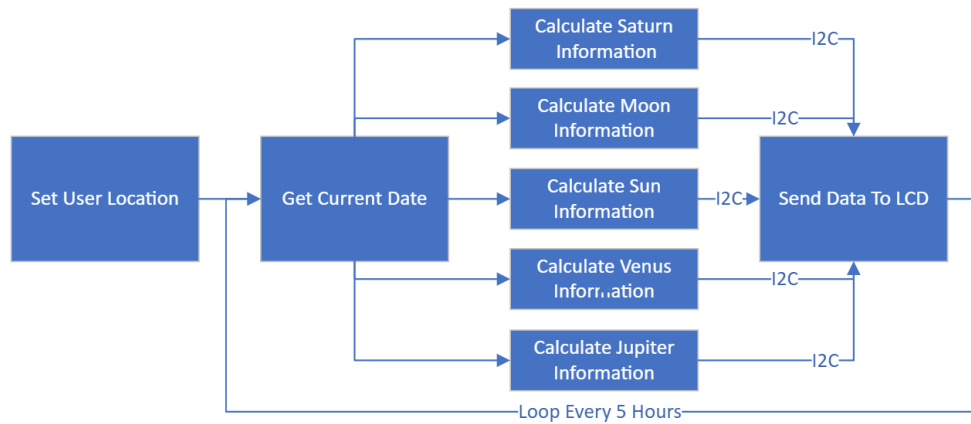 Set User Location
Get Current Date
Calculate Saturn
Information
Calculate Moon
Information
Calculate Sun
Information
Calculate Venus
Information
Calculate Jupiter
Information
I2C
I2C
I2C
I2C
I2C
Send Data To LCD
Loop Every 5 Hours